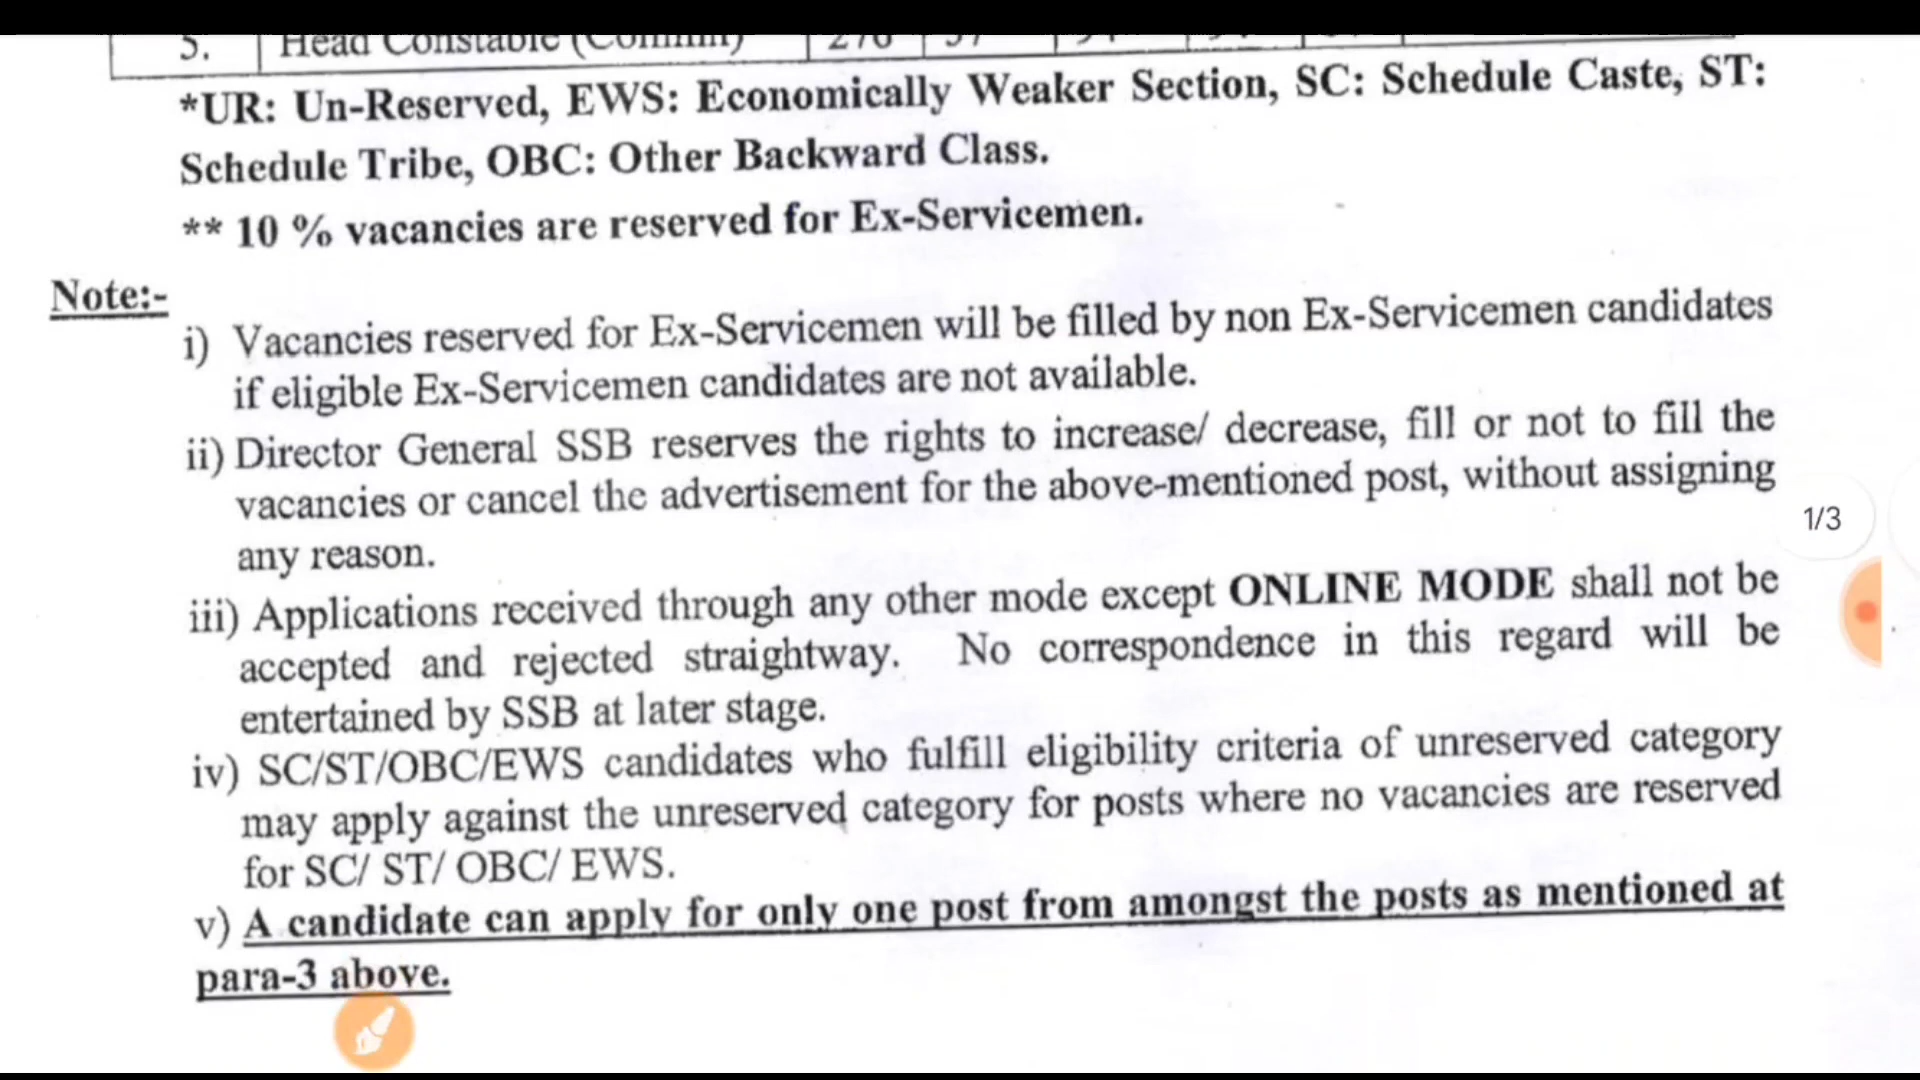 5. Head Constable (Comm)
*UR: Un-Reserved, EWS: Economically Weaker Section, SC: Schedule Caste, ST:
Schedule Tribe, OBC: Other Backward Class.
** 10 % vacancies are reserved for Ex-Servicemen.
Note:-
i) Vacancies reserved for Ex-Servicemen will be filled by non Ex-Servicemen candidates
if eligible Ex-Servicemen candidates are not available.
ii) Director General SSB reserves the rights to increase/ decrease, fill or not to fill the
vacancies or cancel the advertisement for the above-mentioned post, without assigning
any reason.
iii) Applications received through any other mode except ONLINE MODE shall not be
accepted and rejected straightway. No correspondence in this regard will be
entertained by SSB at later stage.
iv) SC/ST/OBC/EWS candidates who fulfill eligibility criteria of unreserved category
may apply against the unreserved category for posts where no vacancies are reserved
for SC/ ST/ OBC/ EWS.
v) A candidate can apply for only one post from amongst the posts as mentioned at
para-3 above.
1/3